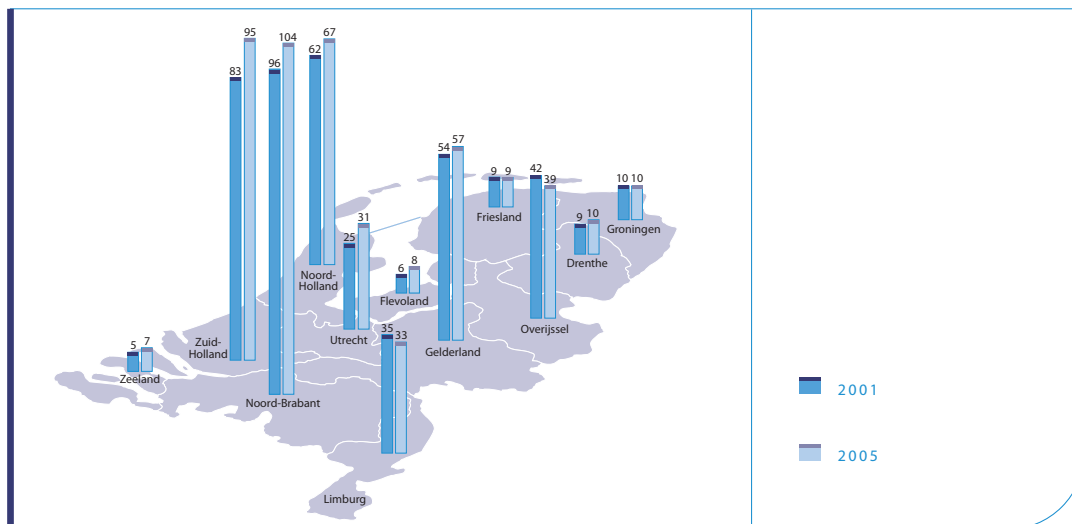 95
104
67
83
96
62
54
57
9
9
42
39
10
10
9
10
25
31
6
8
35
33
5
7
Friesland
Groningen
Drenthe
Noord-
Holland
Flevoland
Overijssel
Utrecht
Gelderland
Zuid-
Holland
Zeeland
Noord-Brabant
Limburg
2001
2005